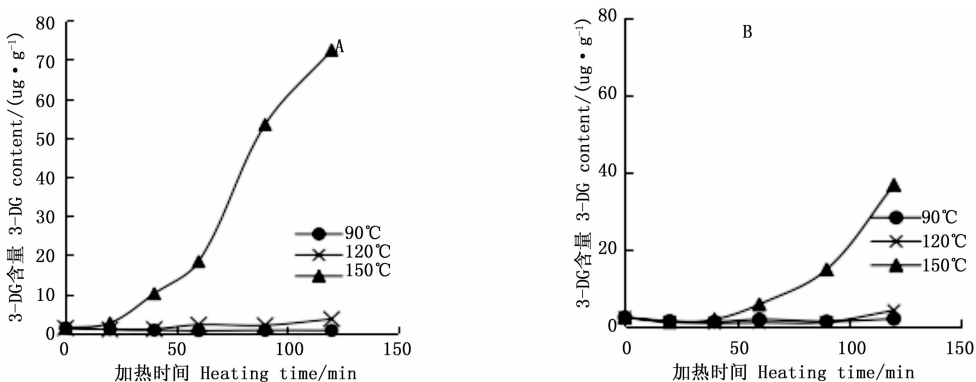 3-DG含量 3-DG content/(ug·g⁻¹)
80
70
60
50
40
30
20
10
0
A
90℃
120℃
150℃
0 50 100 150
加热时间 Heating time/min
3-DG含量 3-DG content/(ug·g⁻¹)
80
60
40
20
0
B
90℃
120℃
150℃
0 50 100 150
加热时间 Heating time/min